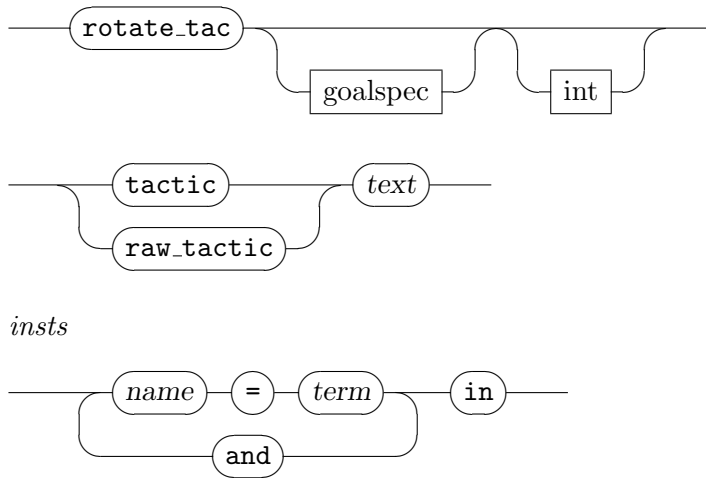 rotate_tac
goalspec int
tactic text
raw_tactic
insts
name = term in
and